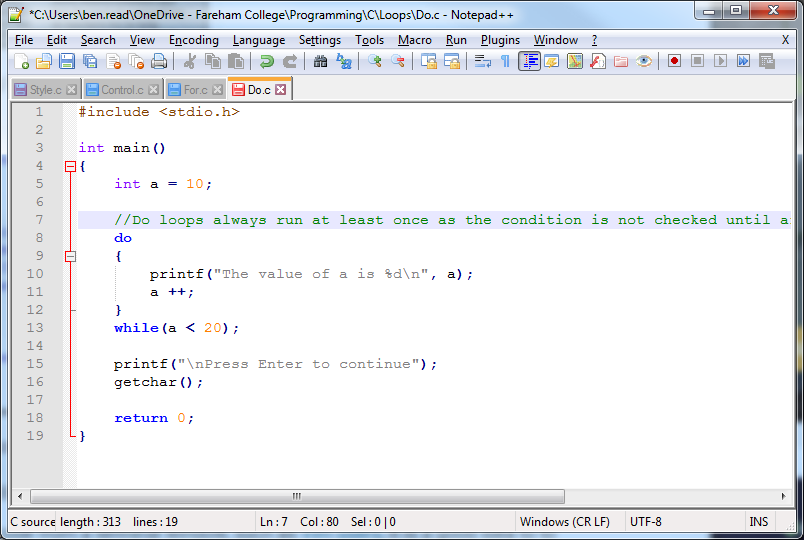 *C:\Users\ben.read\OneDrive - Fareham College\Programming\C\Loops\Do.c - Notepad++
File Edit Search View Encoding Language Settings Tools Macro Run Plugins Window ? X
Style.c Control.c For.c Do.c
1 #include <stdio.h>
2
3 int main()
4 {
5 int a = 10;
6
7 //Do loops always run at least once as the condition is not checked until
8 do
9 {
10 printf("The value of a is %d\n", a);
11 a ++;
12 }
13 while(a < 20);
14
15 printf("\nPress Enter to continue");
16 getchar();
17
18 return 0;
19 }
C source length : 313 lines : 19 Ln : 7 Col : 80 Sel : 0 | 0 Windows (CR LF) UTF-8 INS